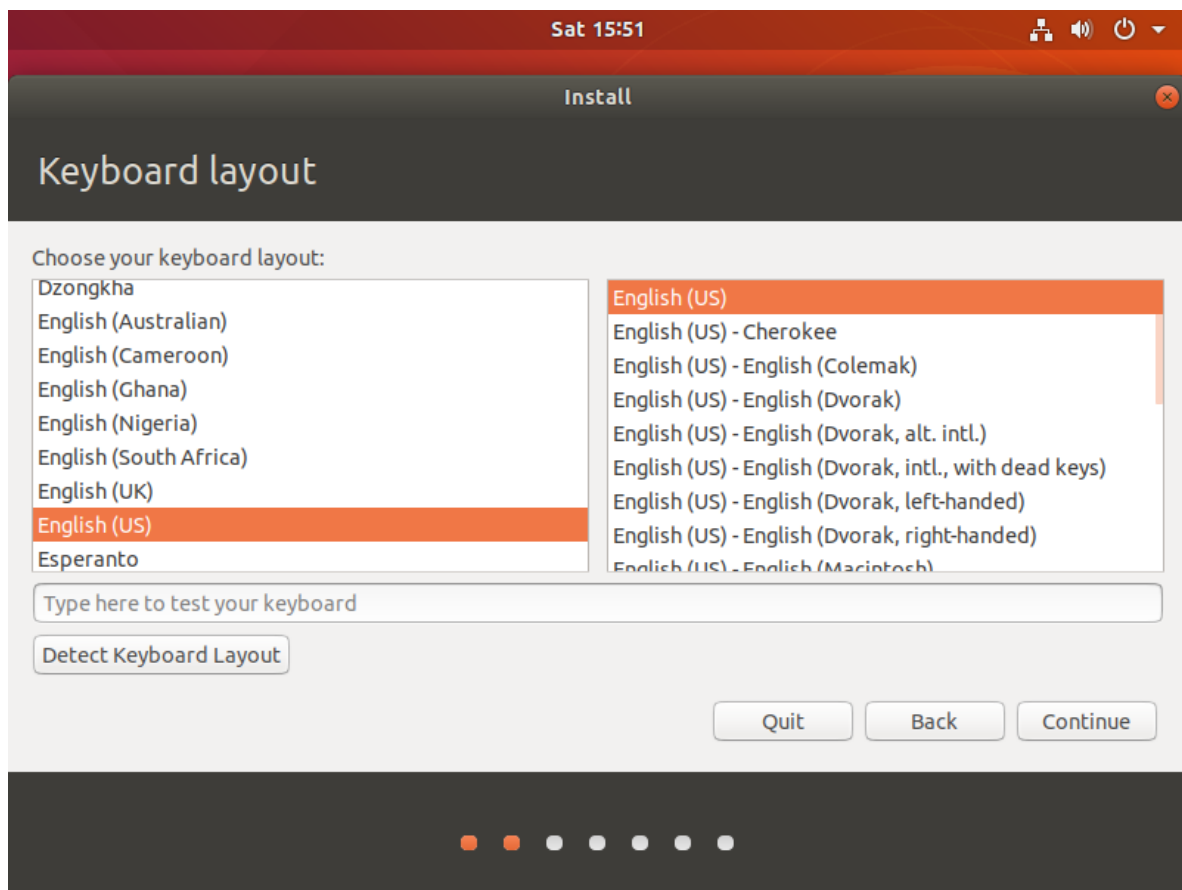 Sat 15:51
Install
Keyboard layout
Choose your keyboard layout:
Dzongkha
English (Australian)
English (Cameroon)
English (Ghana)
English (Nigeria)
English (South Africa)
English (UK)
English (US)
Esperanto
English (US)
English (US) - Cherokee
English (US) - English (Colemak)
English (US) - English (Dvorak)
English (US) - English (Dvorak, alt. intl.)
English (US) - English (Dvorak, intl., with dead keys)
English (US) - English (Dvorak, left-handed)
English (US) - English (Dvorak, right-handed)
English (US) - English (Macintosh)
Type here to test your keyboard
Detect Keyboard Layout
Quit Back Continue